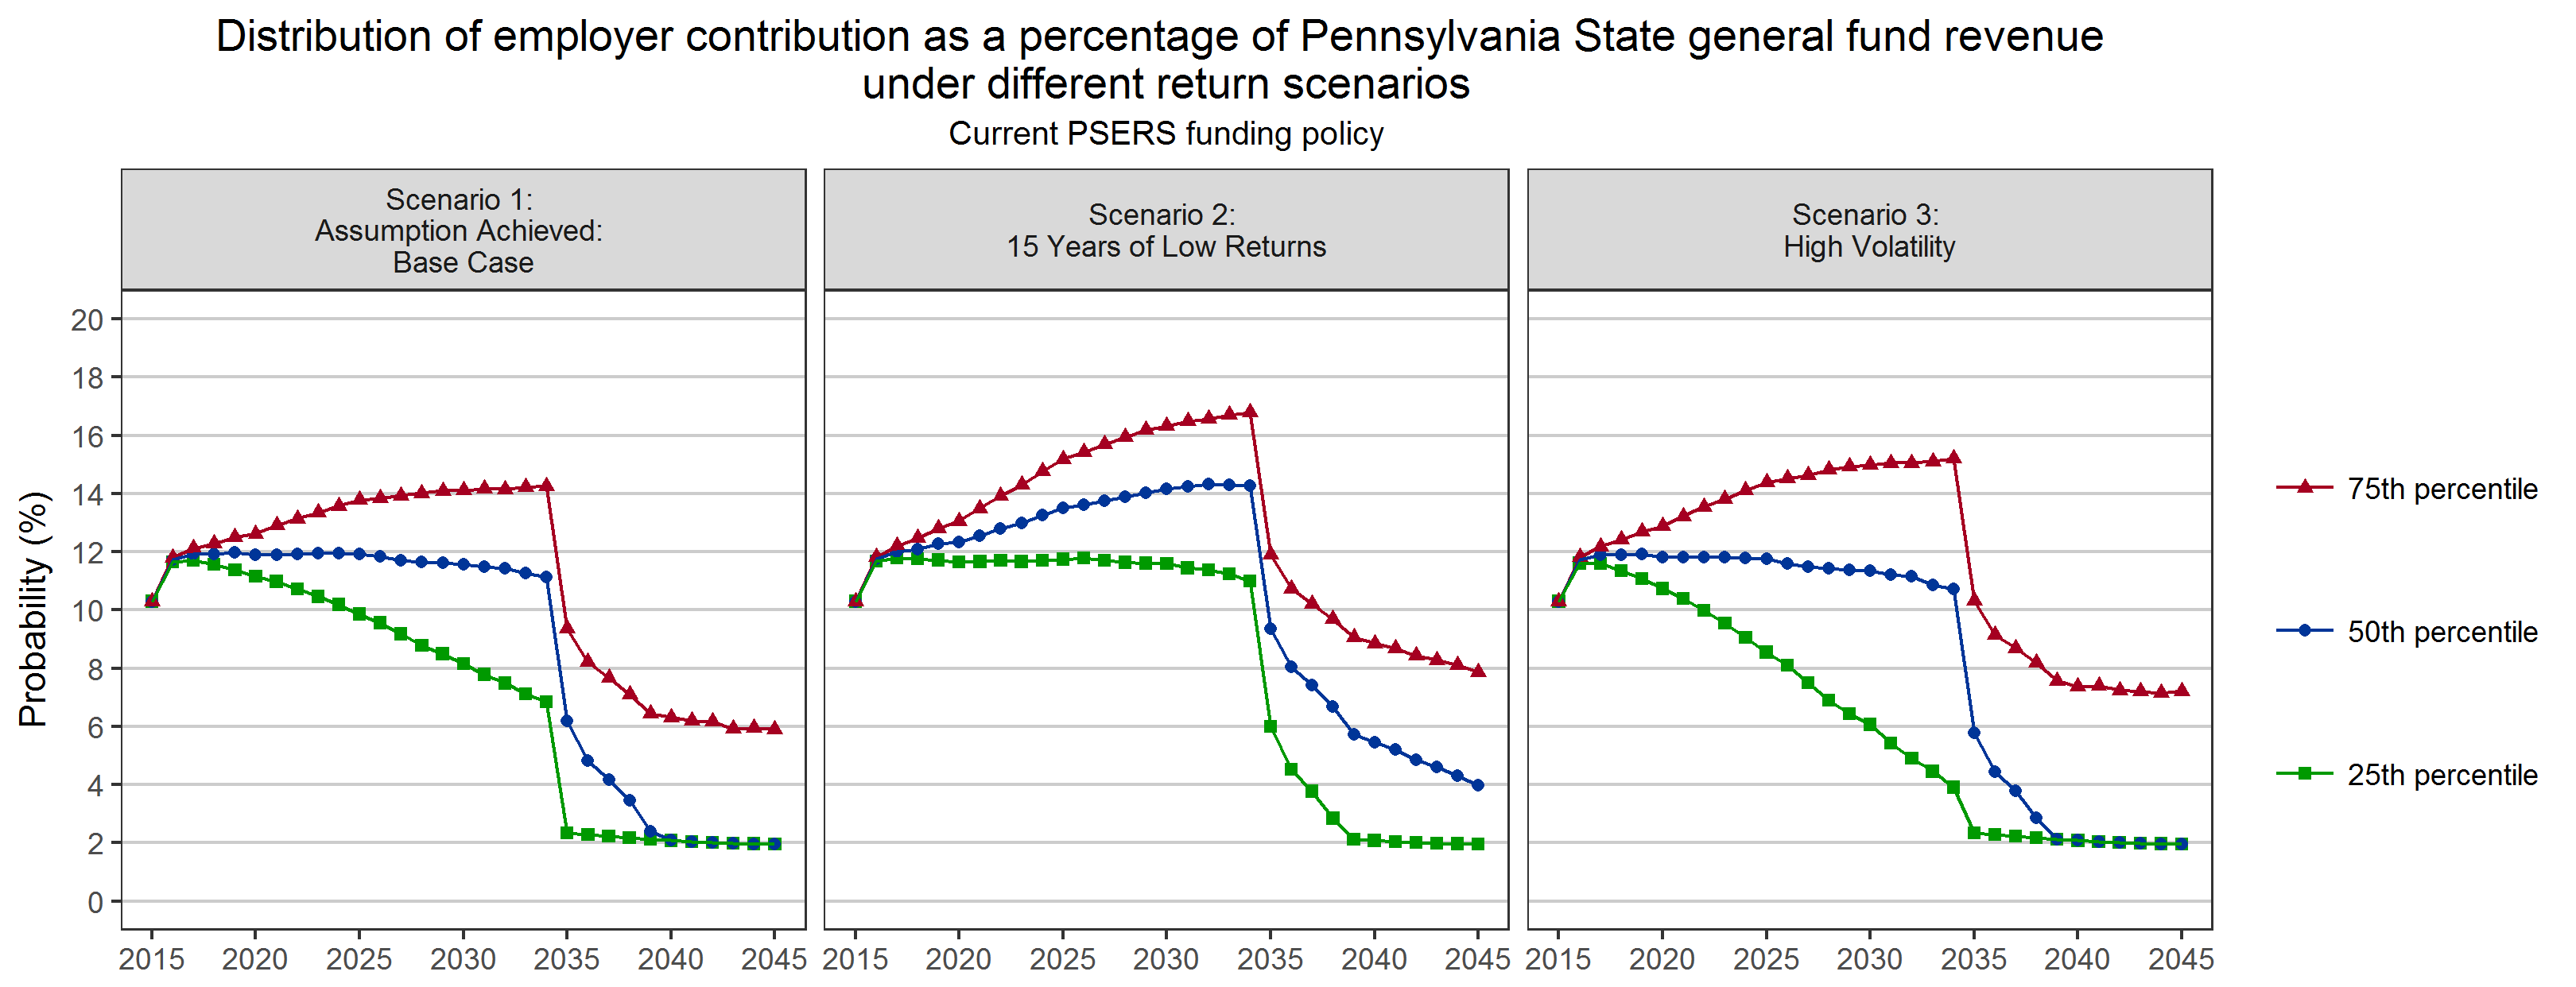 Distribution of employer contribution as a percentage of Pennsylvania State general fund revenue
under different return scenarios
Current PSERS funding policy
Scenario 1:
Assumption Achieved:
Base Case
Scenario 2:
15 Years of Low Returns
Scenario 3:
High Volatility
Probability (%)
20
18
16
14
12
10
8
6
4
2
0
2015 2020 2025 2030 2035 2040 2045
2015 2020 2025 2030 2035 2040 2045
2015 2020 2025 2030 2035 2040 2045
75th percentile
50th percentile
25th percentile